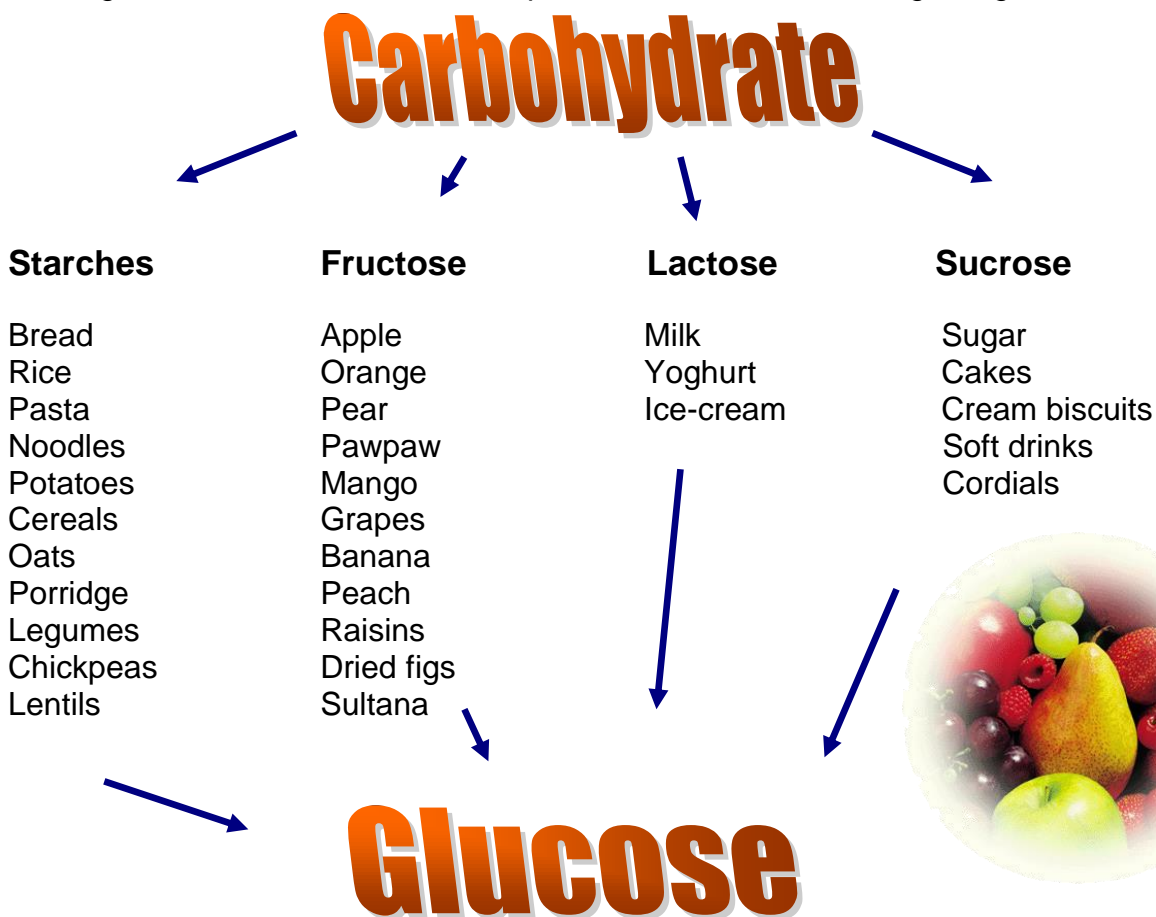 Carbohydrate
Starches Fructose Lactose Sucrose
Bread Apple Milk Sugar
Rice Orange Yoghurt Cakes
Pasta Pear Ice-cream Cream biscuits
Noodles Pawpaw Soft drinks
Potatoes Mango Cordials
Cereals Grapes
Oats Banana
Porridge Peach
Legumes Raisins
Chickpeas Dried figs
Lentils Sultana
Glucose